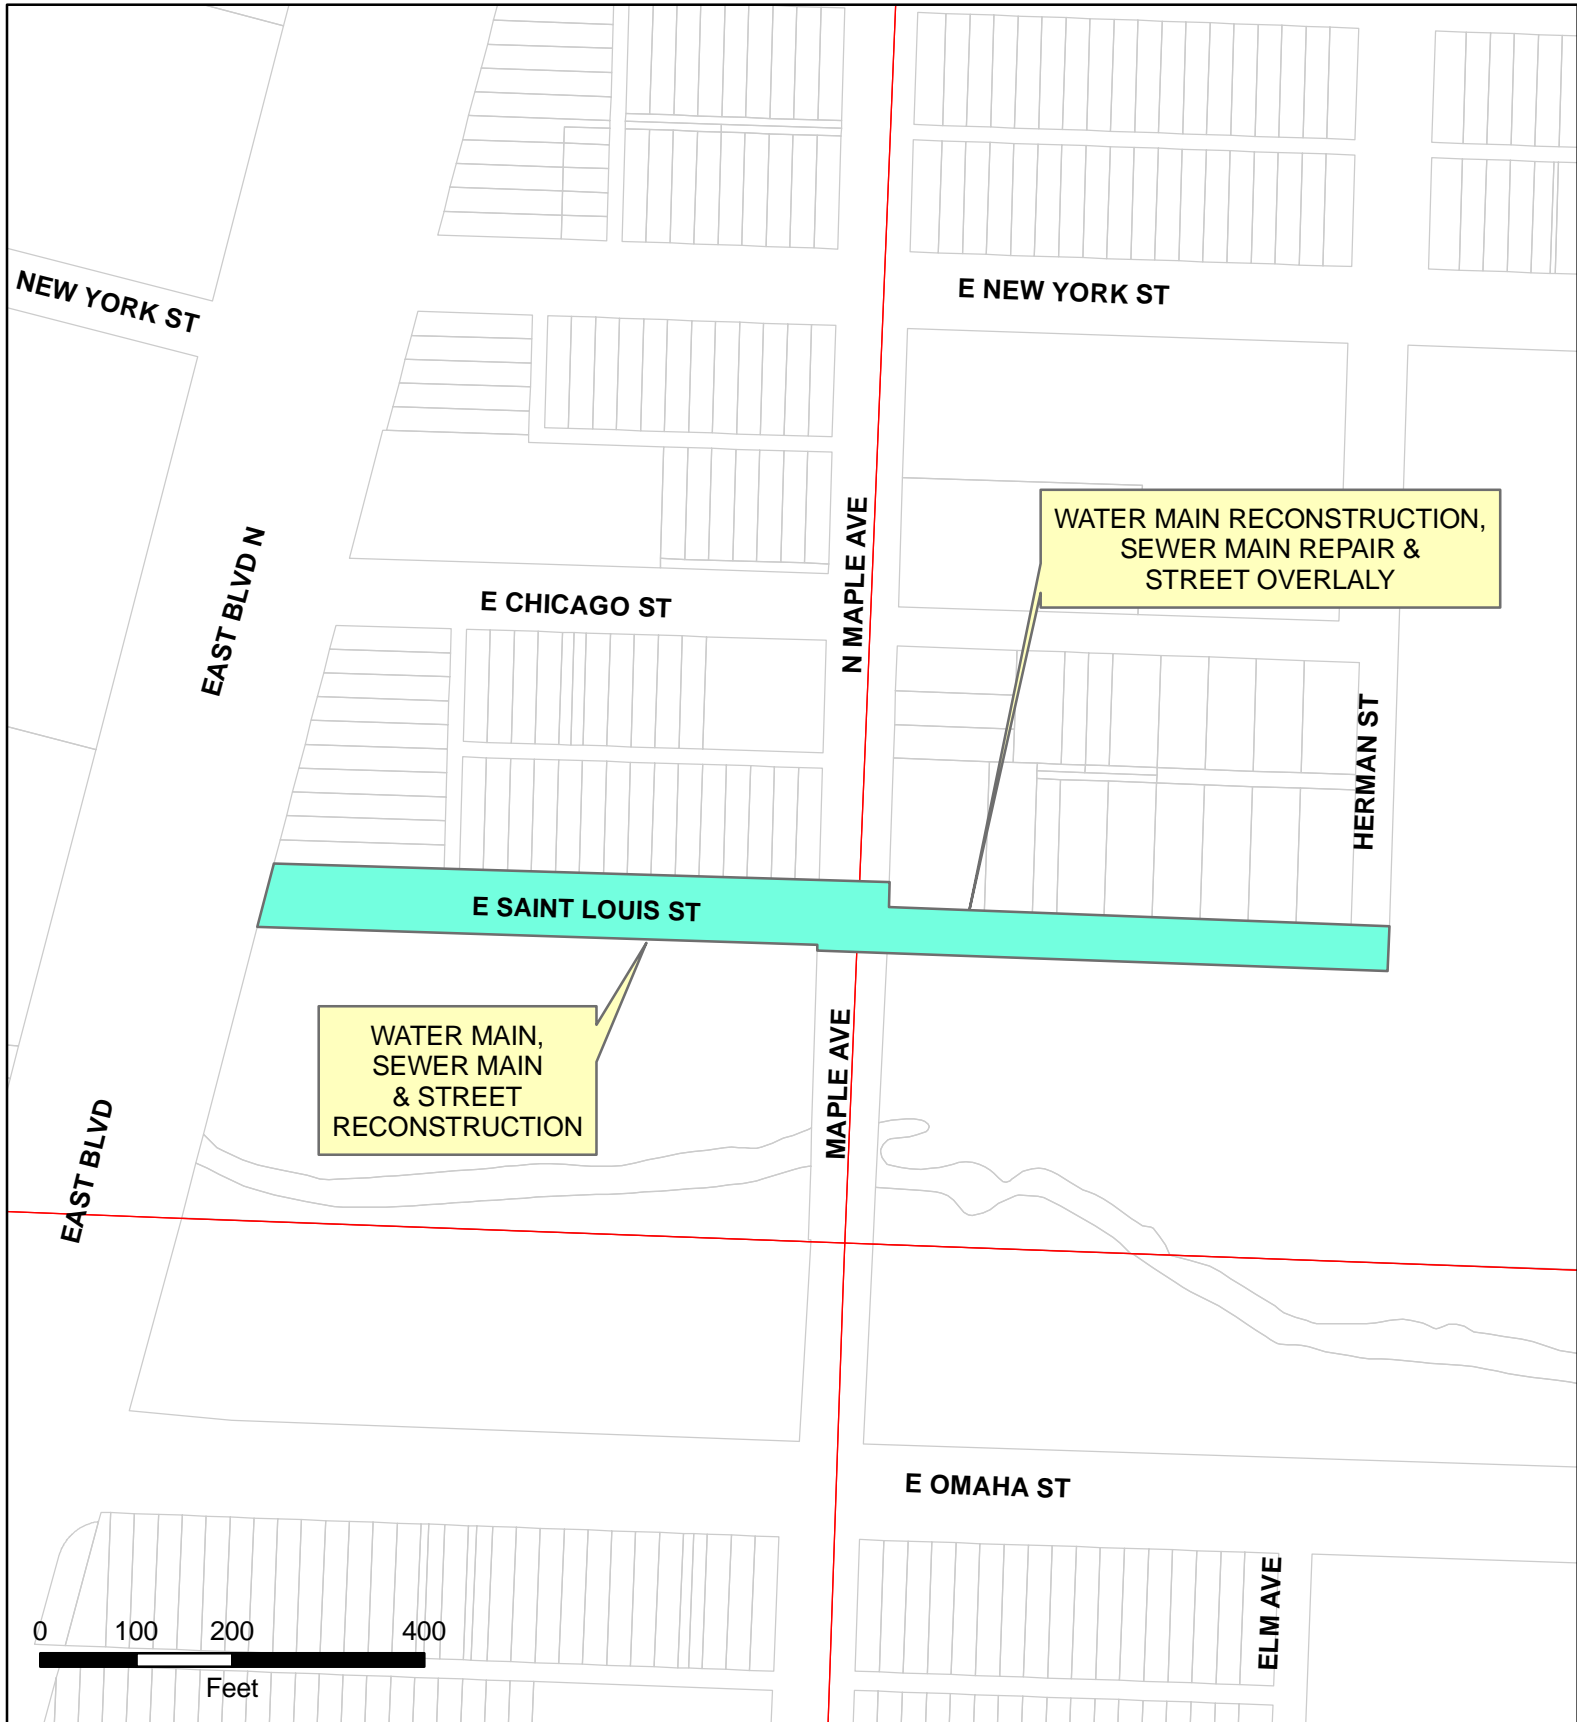 NEW YORK ST
E NEW YORK ST
EAST BLVD N
N MAPLE AVE
WATER MAIN RECONSTRUCTION,
SEWER MAIN REPAIR &
STREET OVERLALY
E CHICAGO ST
HERMAN ST
E SAINT LOUIS ST
WATER MAIN,
SEWER MAIN
& STREET
RECONSTRUCTION
MAPLE AVE
EAST BLVD
E OMAHA ST
ELM AVE
0 100 200 400
Feet